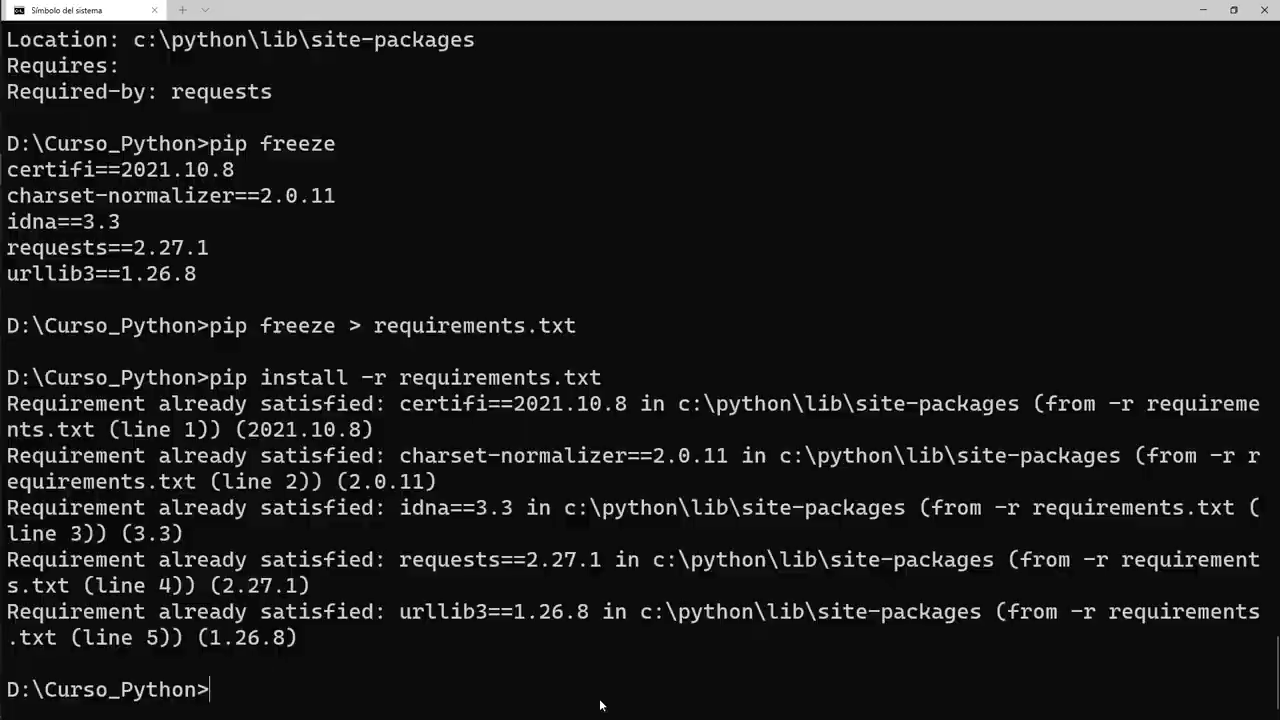 Símbolo del sistema
Location: c:\python\lib\site-packages
Requires:
Required-by: requests
D:\Curso_Python>pip freeze
certifi==2021.10.8
charset-normalizer==2.0.11
idna==3.3
requests==2.27.1
urllib3==1.26.8
D:\Curso_Python>pip freeze > requirements.txt
D:\Curso_Python>pip install -r requirements.txt
Requirement already satisfied: certifi==2021.10.8 in c:\python\lib\site-packages (from -r requireme
nts.txt (line 1)) (2021.10.8)
Requirement already satisfied: charset-normalizer==2.0.11 in c:\python\lib\site-packages (from -r r
equirements.txt (line 2)) (2.0.11)
Requirement already satisfied: idna==3.3 in c:\python\lib\site-packages (from -r requirements.txt (
line 3)) (3.3)
Requirement already satisfied: requests==2.27.1 in c:\python\lib\site-packages (from -r requirement
s.txt (line 4)) (2.27.1)
Requirement already satisfied: urllib3==1.26.8 in c:\python\lib\site-packages (from -r requirements
.txt (line 5)) (1.26.8)
D:\Curso_Python>